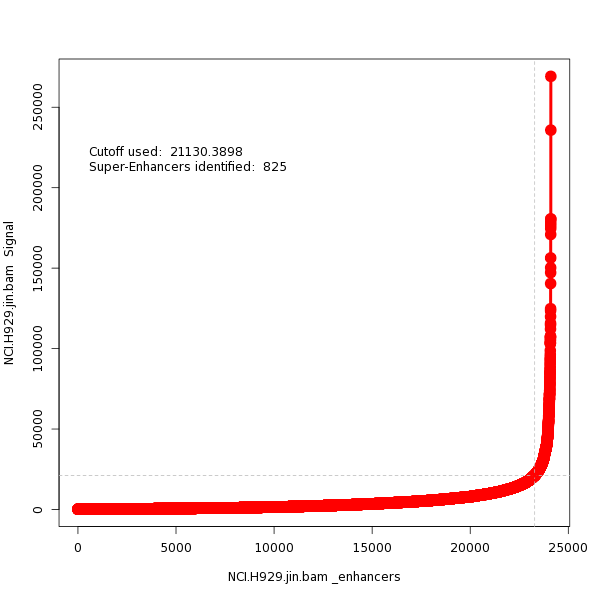 Cutoff used:  21130.3898
Super-Enhancers identified:  825
NCI.H929.jin.bam  Signal
0
50000
100000
150000
200000
250000
0 5000 10000 15000 20000 25000
NCI.H929.jin.bam _enhancers